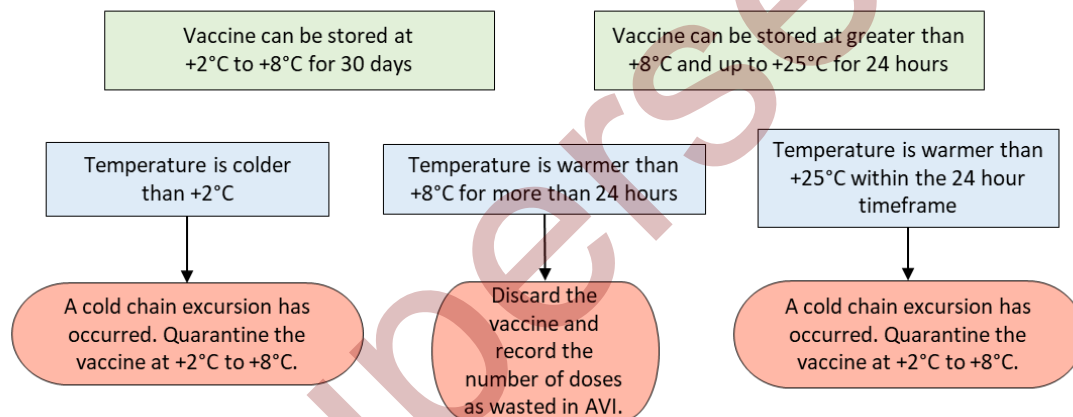 Vaccine can be stored at
+2°C to +8°C for 30 days
Vaccine can be stored at greater than
+8°C and up to +25°C for 24 hours
Temperature is colder
than +2°C
Temperature is warmer than
+8°C for more than 24 hours
Temperature is warmer than
+25°C within the 24 hour
timeframe
A cold chain excursion has
occurred. Quarantine the
vaccine at +2°C to +8°C.
Discard the
vaccine and
record the
number of doses
as wasted in AVI.
A cold chain excursion has
occurred. Quarantine the
vaccine at +2°C to +8°C.